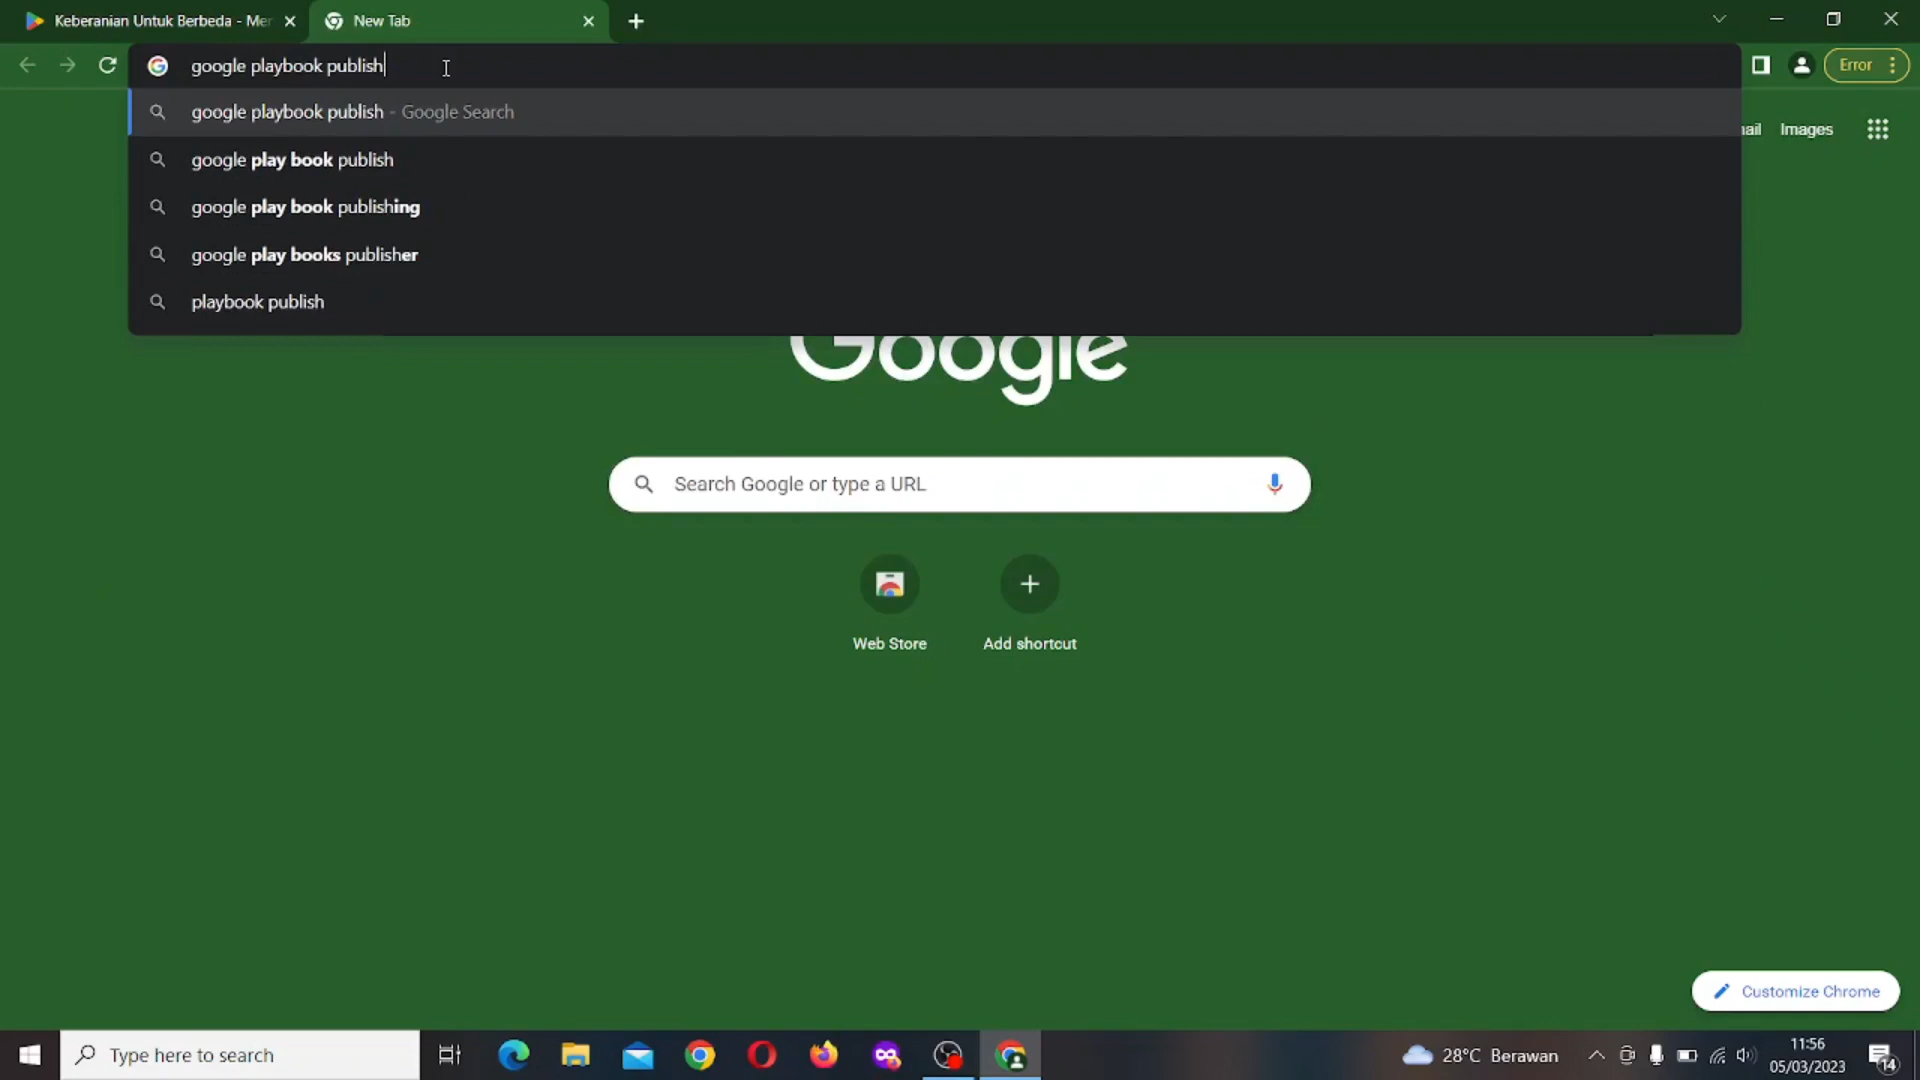 Keberanian Untuk Berbeda - Mer
New Tab
google playbook publish
Error
google playbook publish - Google Search
google play book publish
google play book publishing
google play books publisher
playbook publish
Images
Google
Search Google or type a URL
Web Store
Add shortcut
Customize Chrome
Type here to search
28°C Berawan
11:56
05/03/2023
14